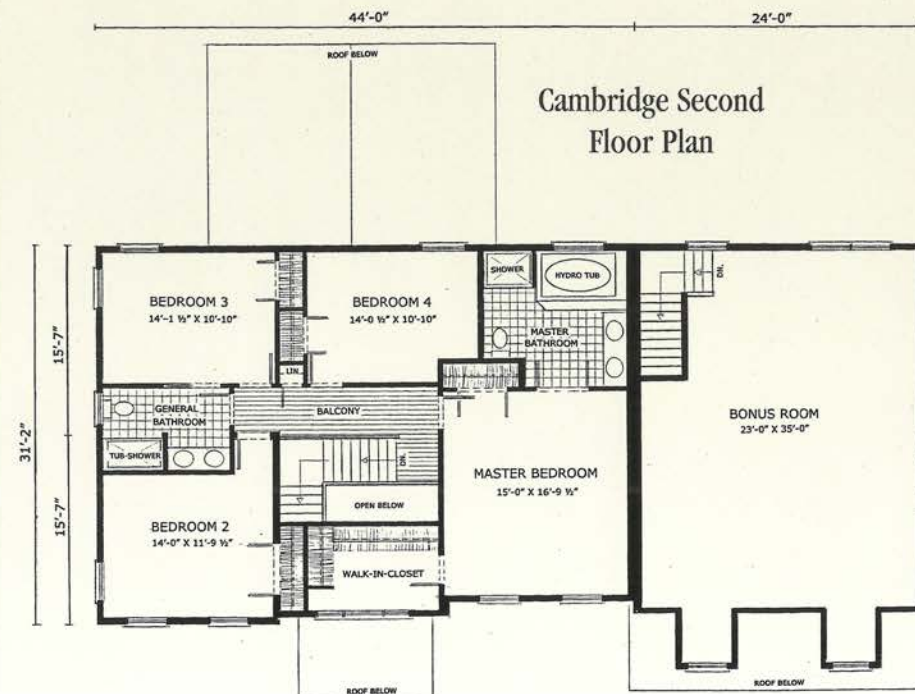 44'-0" 24'-0"
ROOF BELOW
Cambridge Second
Floor Plan
SHOWER
HYDRO TUB
DN.
BEDROOM 3
14'-1 ½" X 10'-10"
BEDROOM 4
14'-0 ½" X 10'-10"
MASTER
BATHROOM
LIN.
15'-7"
31'-2"
15'-7"
GENERAL
BATHROOM
BALCONY
TUB-SHOWER
DN.
BONUS ROOM
23'-0" X 35'-0"
MASTER BEDROOM
15'-0" X 16'-9 ½"
OPEN BELOW
BEDROOM 2
14'-0" X 11'-9 ½"
WALK-IN-CLOSET
ROOF BELOW
ROOF BELOW